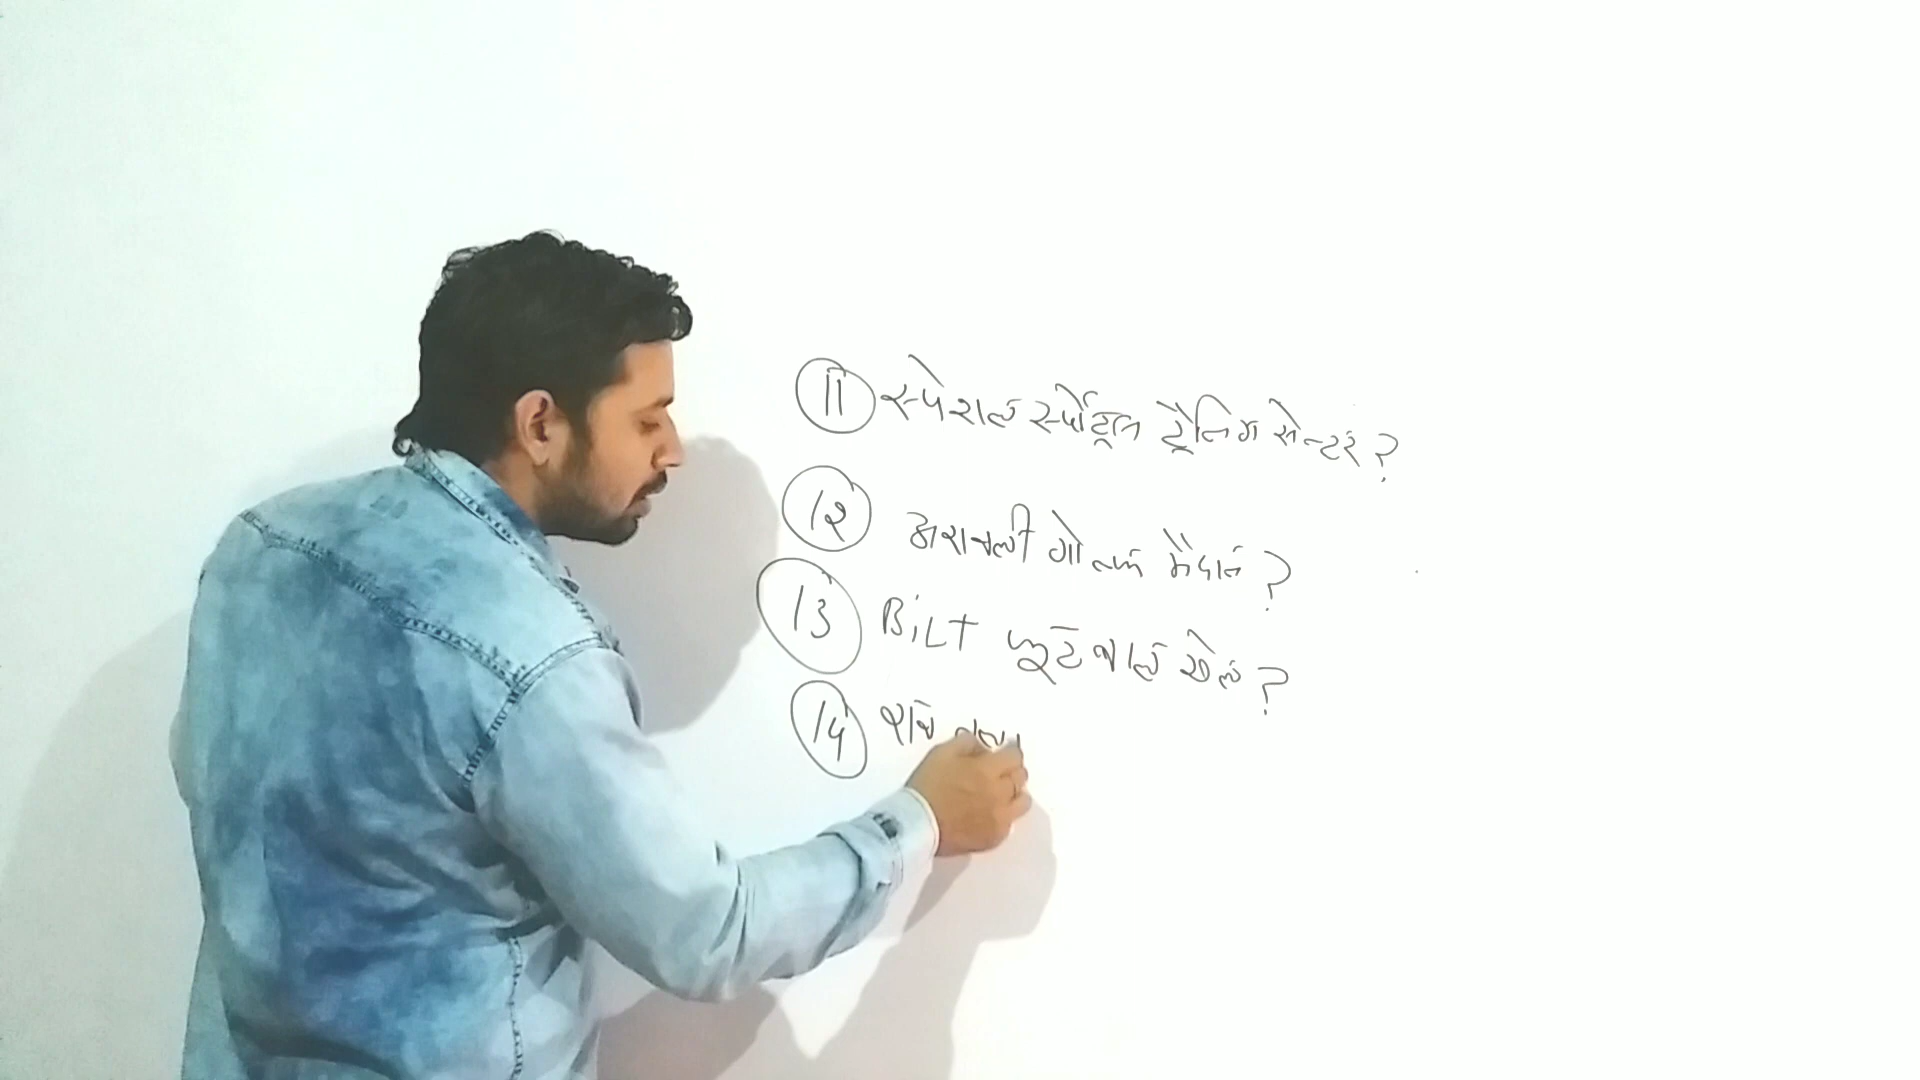 11 स्पेशल स्पोर्ट्स ट्रेनिंग सेन्टर ?
12 अरावली गोल्फ मैदान ?
13 BILT फूटबाल खेल ?
14